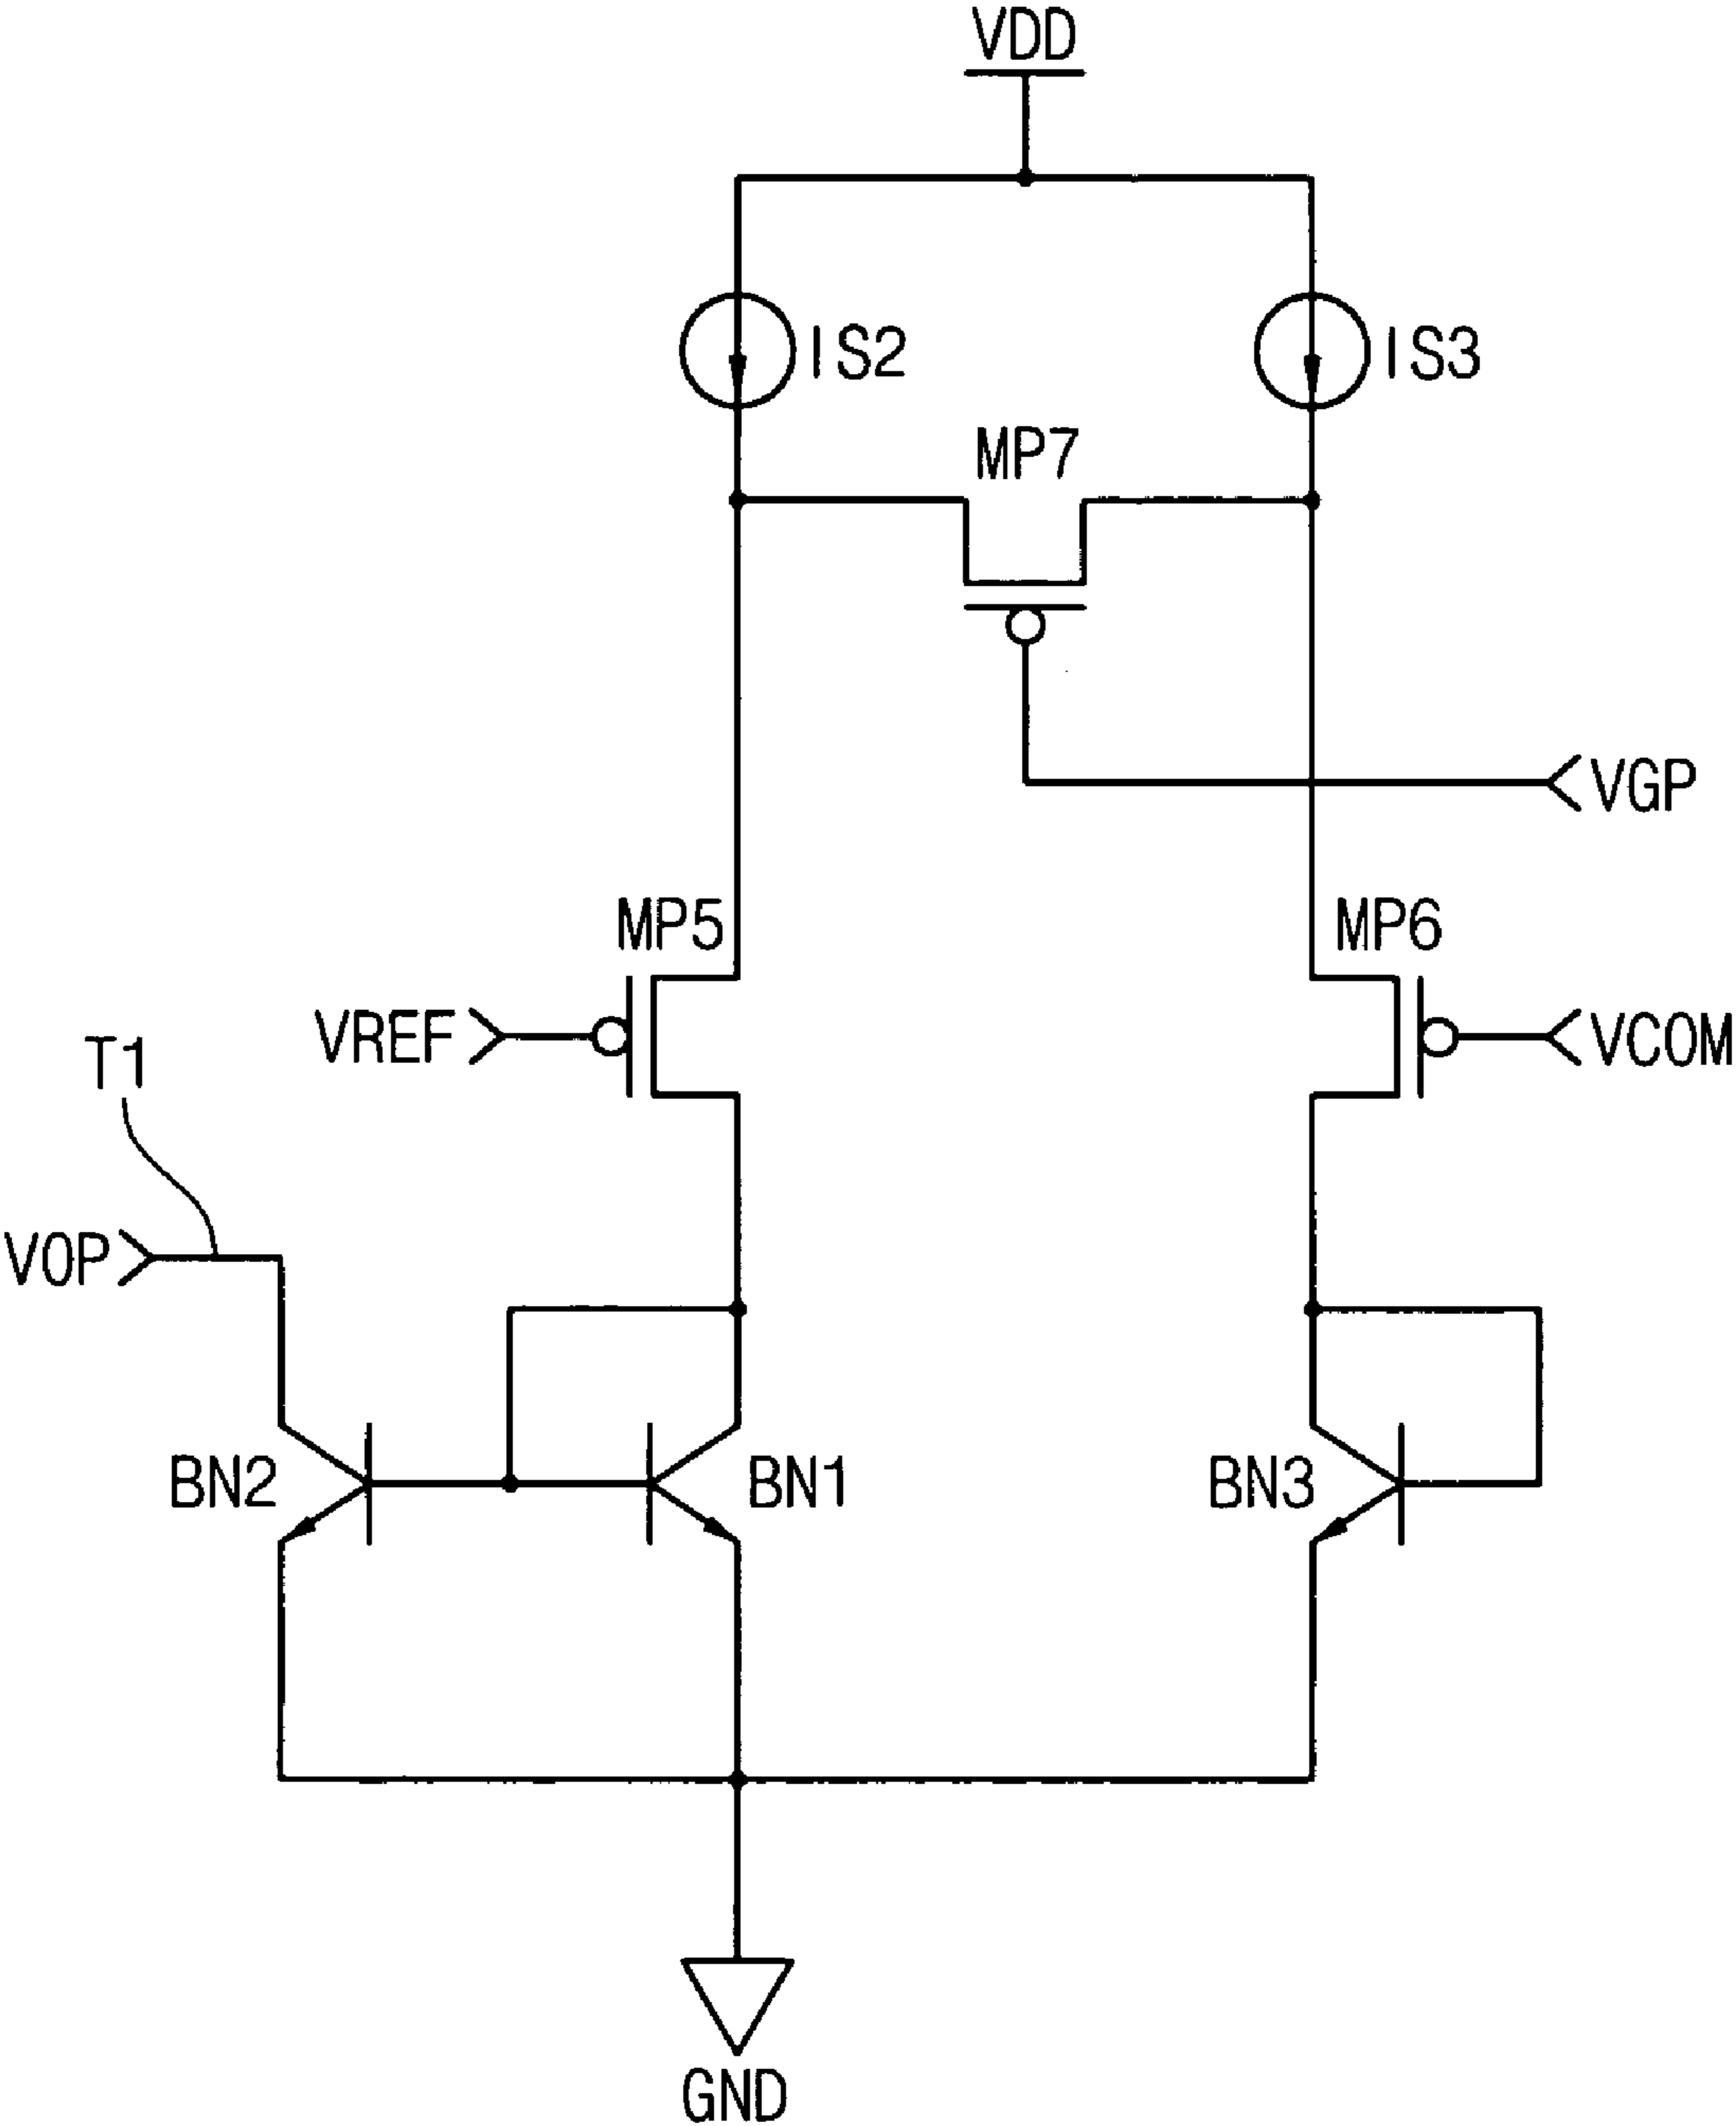 VDD
IS2
IS3
MP7
VGP
MP5
MP6
VREF
VCOM
T1
VOP
BN2
BN1
BN3
GND